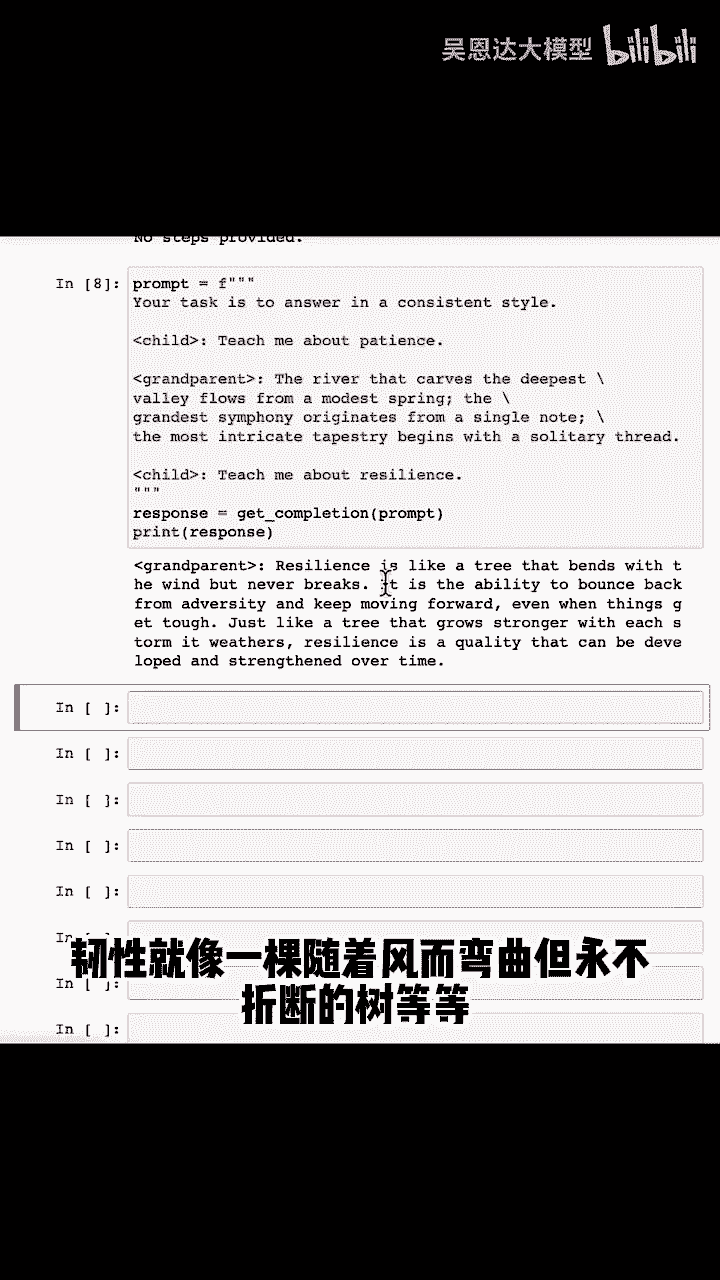 吴恩达大模型 bilibili
No steps provided.
In [8]: prompt = f"""
Your task is to answer in a consistent style.
<child>: Teach me about patience.
<grandparent>: The river that carves the deepest \
valley flows from a modest spring; the \
grandest symphony originates from a single note; \
the most intricate tapestry begins with a solitary thread.
<child>: Teach me about resilience.
"""
response = get_completion(prompt)
print(response)
<grandparent>: Resilience is like a tree that bends with t
he wind but never breaks. It is the ability to bounce back
from adversity and keep moving forward, even when things g
et tough. Just like a tree that grows stronger with each s
torm it weathers, resilience is a quality that can be deve
loped and strengthened over time.
In [ ]:
In [ ]:
In [ ]:
In [ ]:
In [ ]:
In [ ]:
韧性就像一棵随着风而弯曲但永不
In [ ]:
折断的树等等
In [ ]: